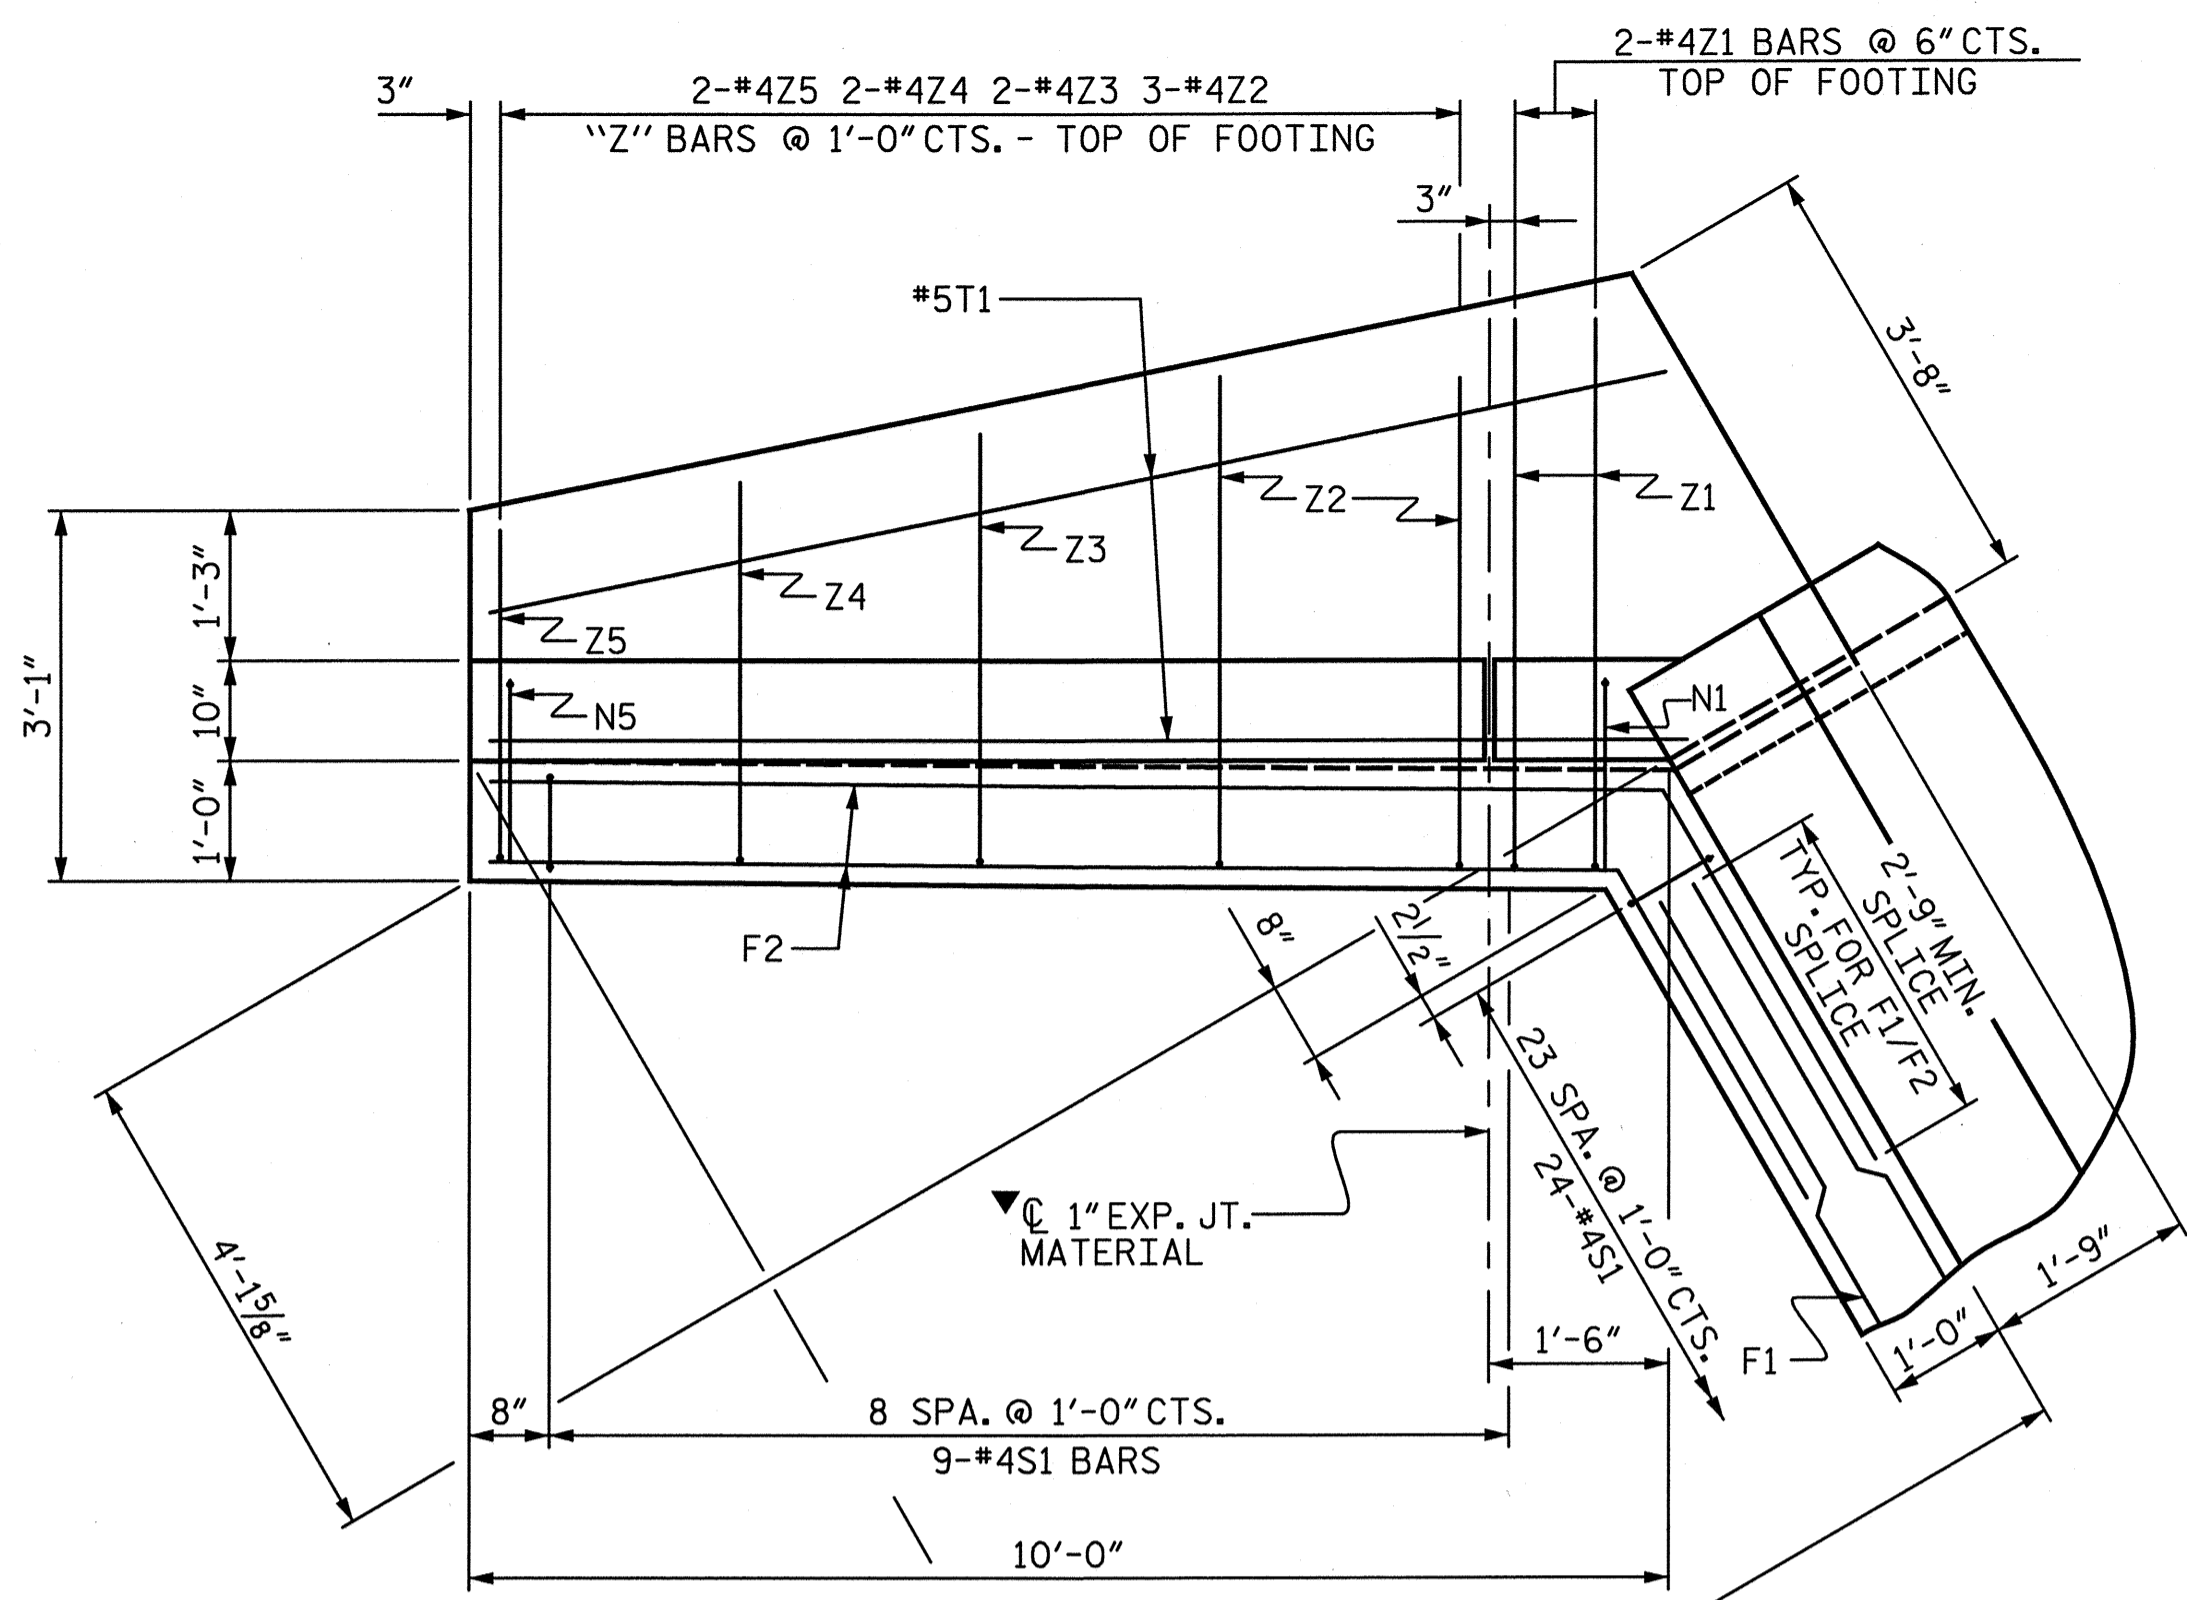 2-#4Z1 BARS @ 6" CTS.
TOP OF FOOTING
3"
2-#4Z5 2-#4Z4 2-#4Z3 3-#4Z2
"Z" BARS @ 1'-0" CTS. - TOP OF FOOTING
3"
#5T1
3'-8"
Z2
Z1
Z3
Z4
Z5
1'-3"
3'-1"
10"
N5
N1
1'-0"
F2
8"
2 1/2"
2'-9" MIN.
SPLICE
TYP. FOR F1/F2
SPLICE
23 SPA. @ 1'-0" CTS.
24-#4S1
℄ 1" EXP. JT.
MATERIAL
4'-1 5/8"
1'-9"
1'-0"
F1
1'-6"
8"
8 SPA. @ 1'-0" CTS.
9-#4S1 BARS
10'-0"